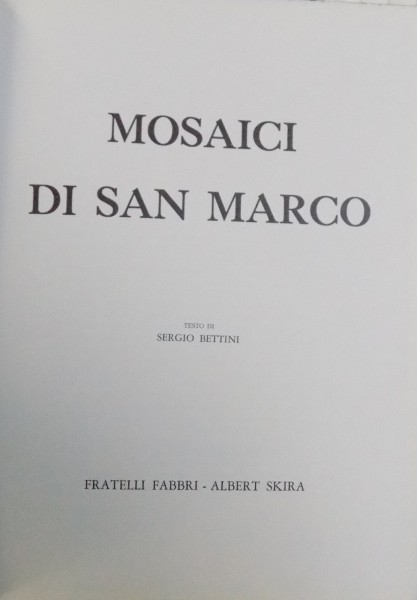 MOSAICI
DI SAN MARCO
TESTO DI
SERGIO BETTINI
FRATELLI FABBRI - ALBERT SKIRA